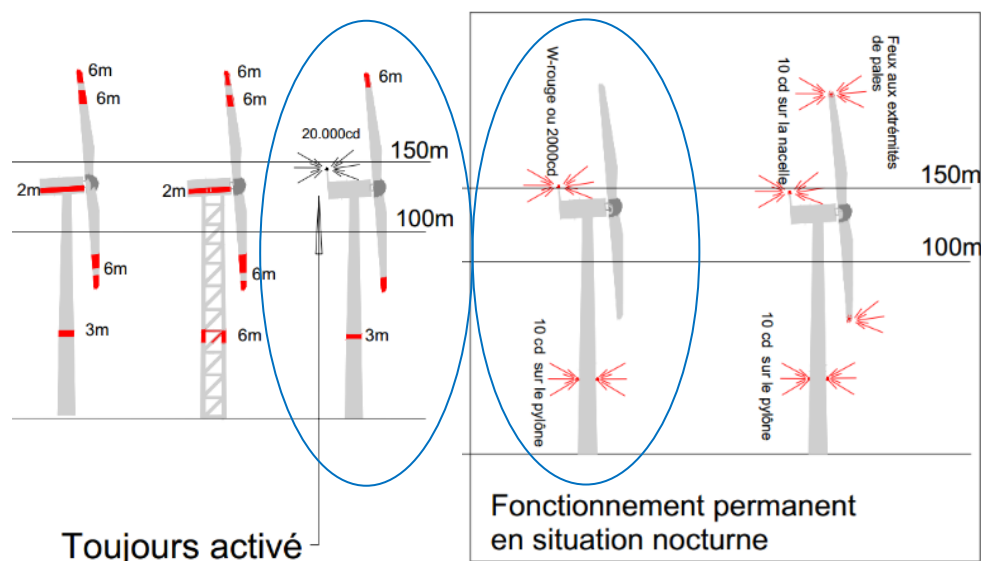 6m
6m
2m
6m
6m
3m
6m
6m
2m
6m
6m
20.000cd
6m
3m
150m
100m
Toujours activé
W-rouge ou 2000cd
10 cd sur le pylône
10 cd sur la nacelle
Feux aux extrémités
de pales
10 cd sur le pylône
150m
100m
Fonctionnement permanent
en situation nocturne